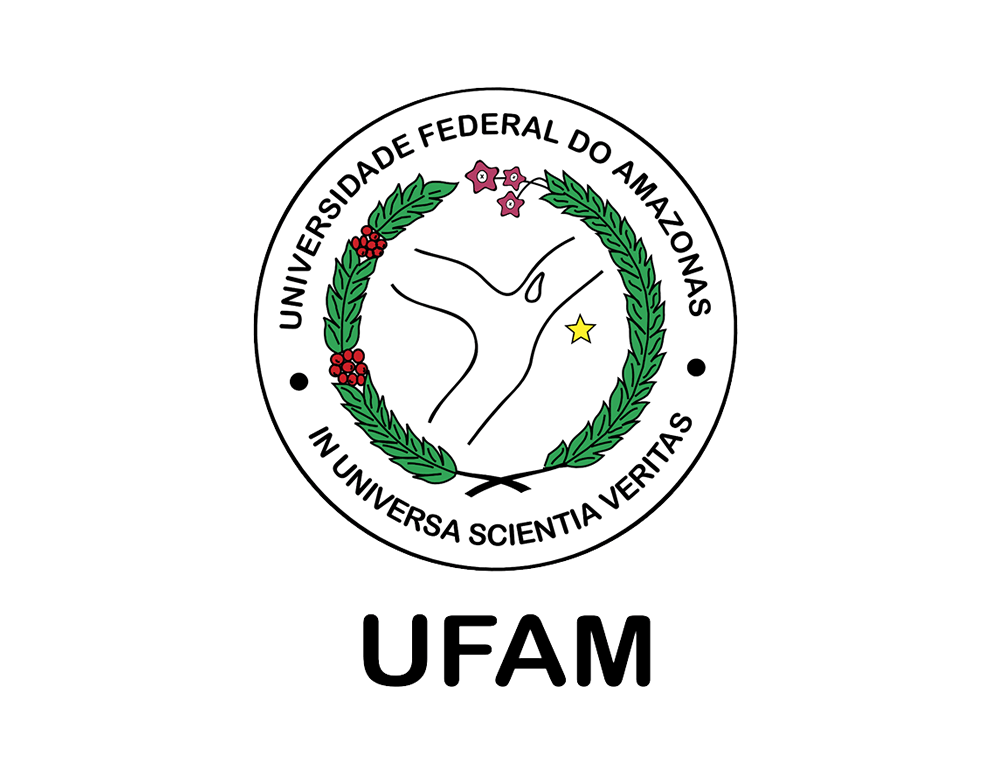 UNIVERSIDADE FEDERAL DO AMAZONAS
IN UNIVERSA SCIENTIA VERITAS
UFAM